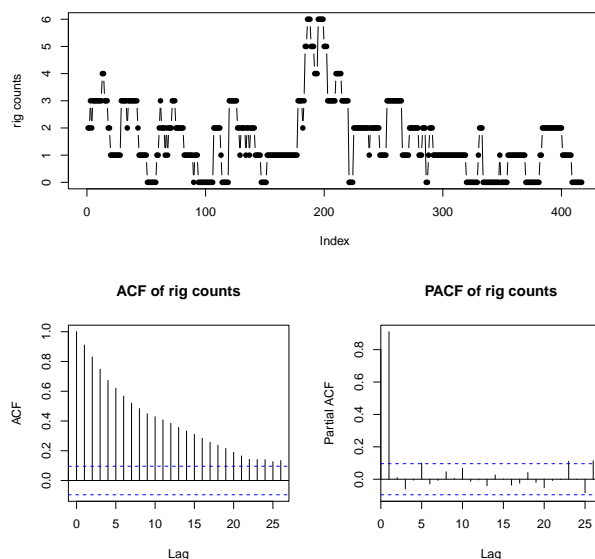 rig counts
6
5
4
3
2
1
0
0 100 200 300 400
Index
ACF of rig counts
ACF
1.0
0.8
0.6
0.4
0.2
0.0
0 5 10 15 20 25
Lag
PACF of rig counts
Partial ACF
0.8
0.6
0.4
0.2
0.0
0 5 10 15 20 25
Lag